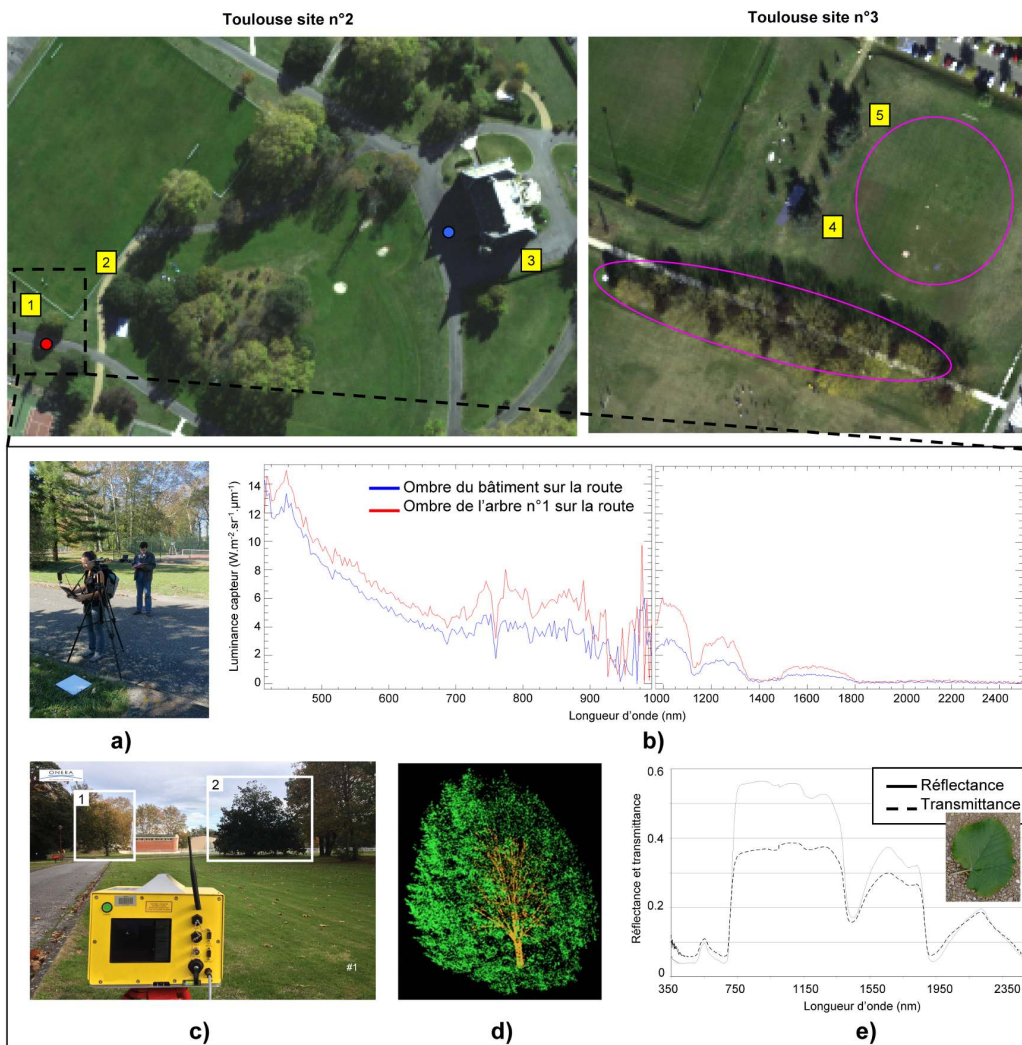 Toulouse site n°2
Toulouse site n°3
5
2
4
3
1
14
12
10
8
6
4
2
0
Luminance capteur (W.m⁻².sr⁻¹.µm⁻¹)
Ombre du bâtiment sur la route
Ombre de l'arbre n°1 sur la route
500 600 700 800 900 1000 1200 1400 1600 1800 2000 2200 2400
Longueur d'onde (nm)
a)
b)
ONERA
1
2
#1
c)
d)
0.6
0.4
0.2
0
Réflectance et transmittance
Réflectance
Transmittance
350 750 1150 1550 1950 2350
Longueur d'onde (nm)
e)